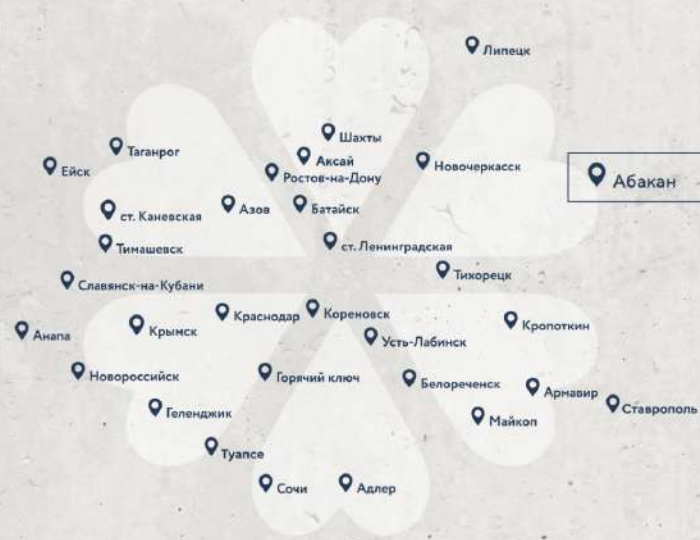 Липецк
Шахты
Таганрог
Аксай
Новочеркасск
Ейск
Ростов-на-Дону
Абакан
ст. Каневская
Азов
Батайск
Тимашевск
ст. Ленинградская
Тихорецк
Славянск-на-Кубани
Краснодар
Кореновск
Кропоткин
Анапа
Крымск
Усть-Лабинск
Новороссийск
Горячий ключ
Белореченск
Армавир
Ставрополь
Геленджик
Майкоп
Туапсе
Сочи
Адлер